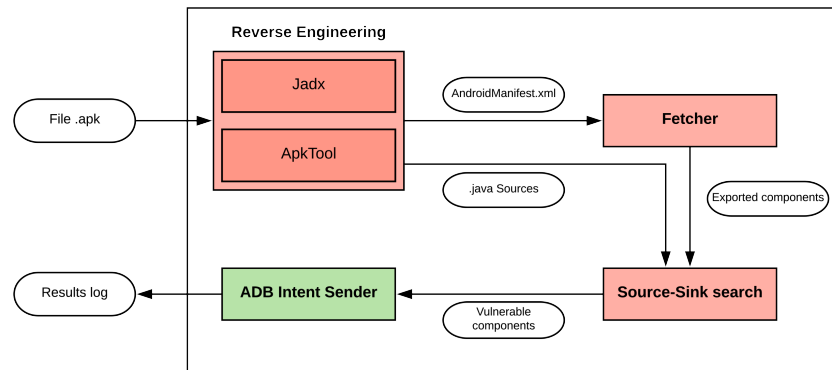 Reverse Engineering
Jadx
AndroidManifest.xml
File .apk
Fetcher
ApkTool
.java Sources
Exported components
Results log
ADB Intent Sender
Source-Sink search
Vulnerable
components